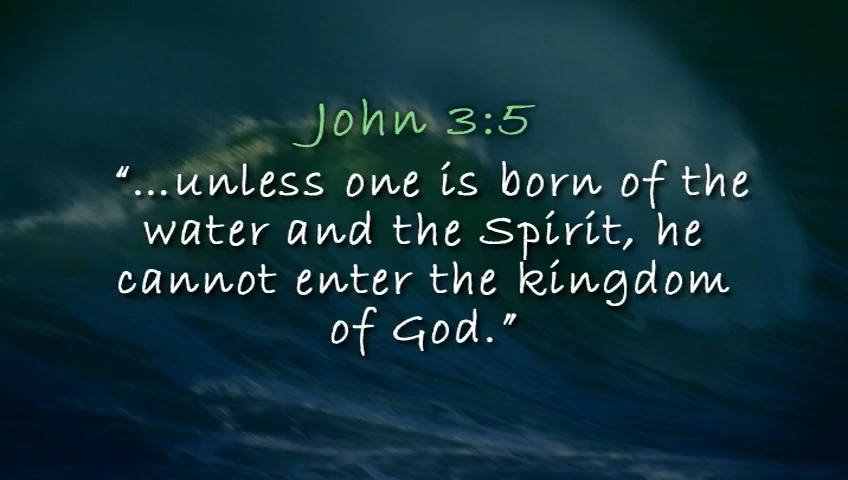 John 3:5
“...unless one is born of the
water and the Spirit, he
cannot enter the kingdom
of God.”